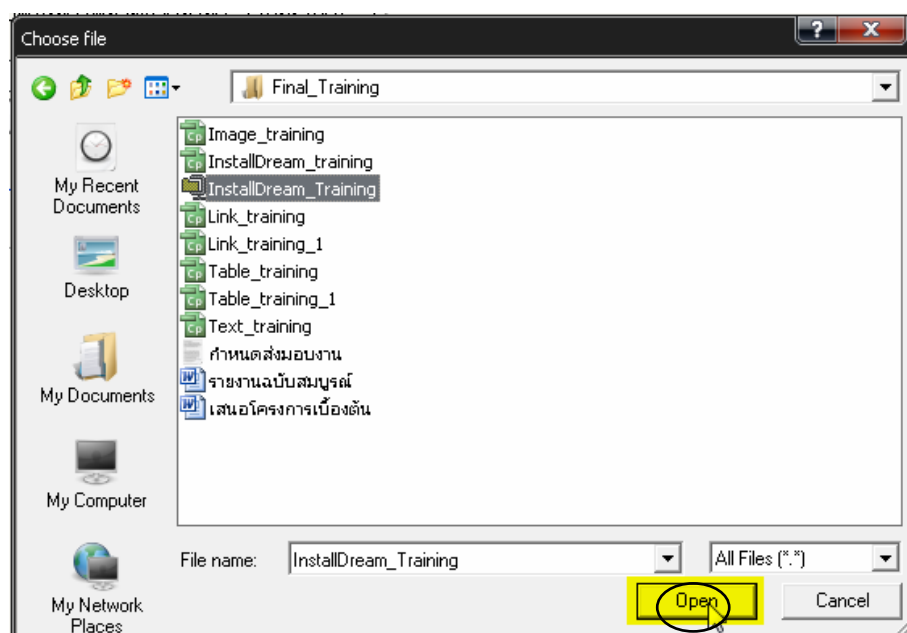 Choose file
Final_Training
My Recent
Documents
Desktop
My Documents
My Computer
My Network
Places
Image_training
InstallDream_training
InstallDream_Training
Link_training
Link_training_1
Table_training
Table_training_1
Text_training
กำหนดส่งมอบงาน
รายงานฉบับสมบูรณ์
เสนอโครงการเบื้องต้น
File name: InstallDream_Training All Files (*.*)
Open Cancel